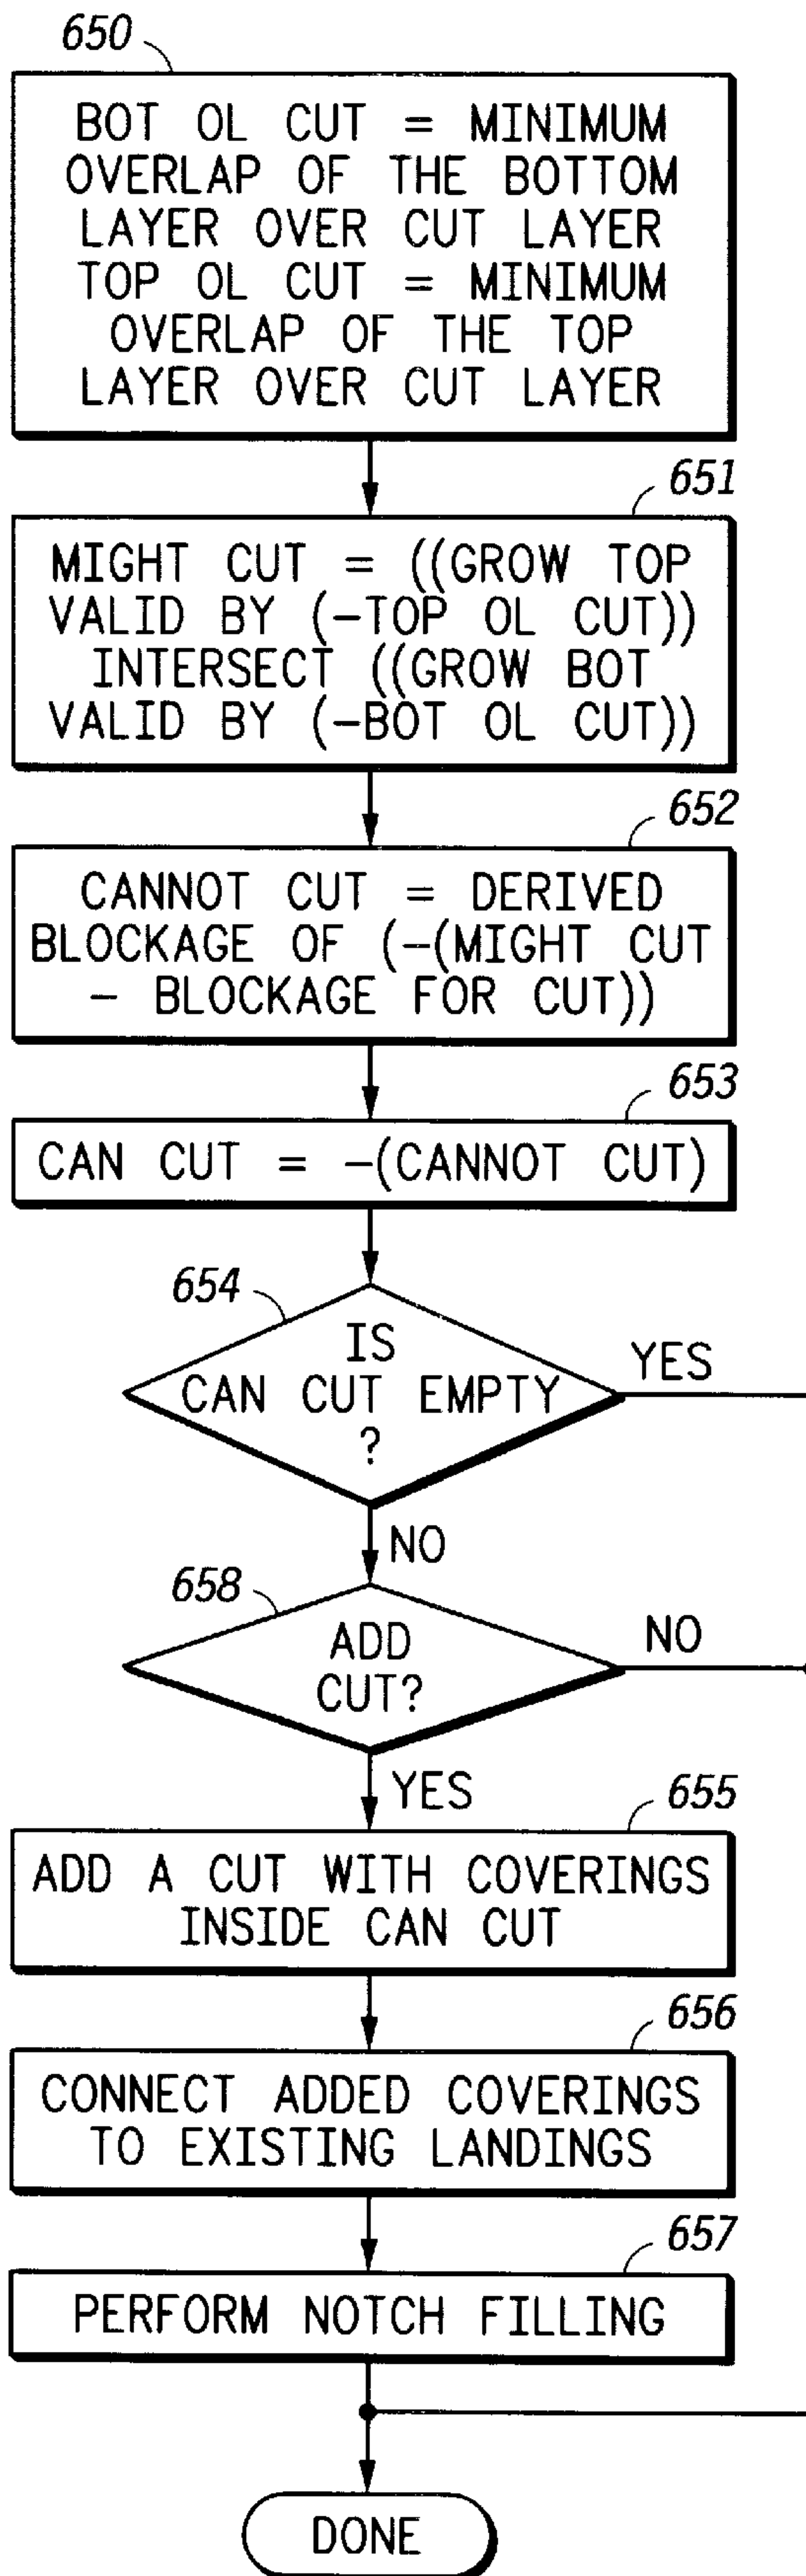 650
BOT OL CUT = MINIMUM
OVERLAP OF THE BOTTOM
LAYER OVER CUT LAYER
TOP OL CUT = MINIMUM
OVERLAP OF THE TOP
LAYER OVER CUT LAYER
651
MIGHT CUT = ((GROW TOP
VALID BY (-TOP OL CUT))
INTERSECT ((GROW BOT
VALID BY (-BOT OL CUT))
652
CANNOT CUT = DERIVED
BLOCKAGE OF (-(MIGHT CUT
- BLOCKAGE FOR CUT))
653
CAN CUT = -(CANNOT CUT)
654
IS
CAN CUT EMPTY
?
YES
NO
658
ADD
CUT?
NO
YES
655
ADD A CUT WITH COVERINGS
INSIDE CAN CUT
656
CONNECT ADDED COVERINGS
TO EXISTING LANDINGS
657
PERFORM NOTCH FILLING
DONE